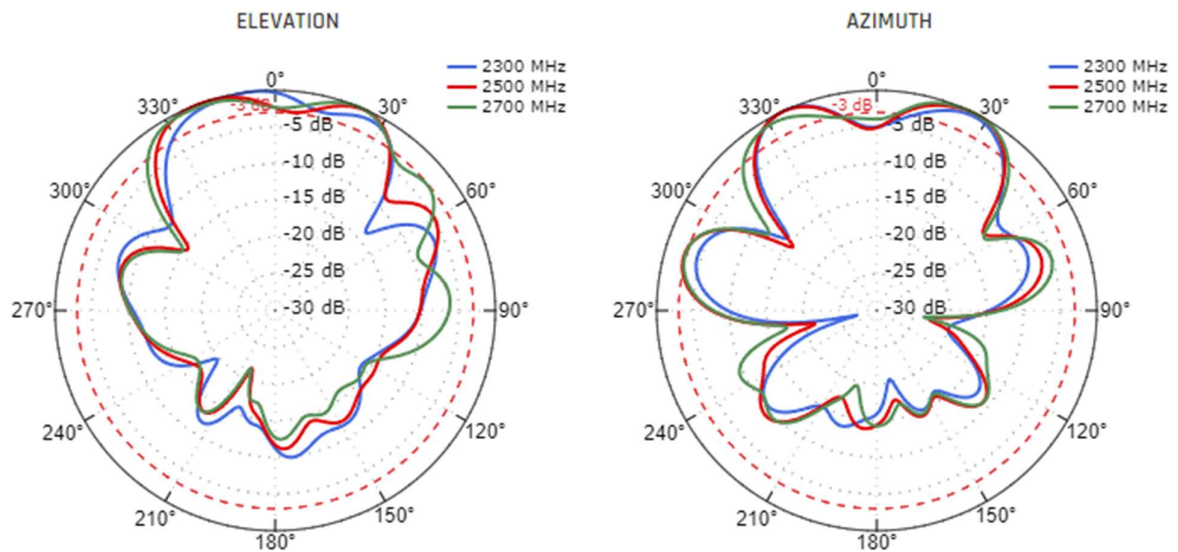 ELEVATION
2300 MHz
2500 MHz
2700 MHz
0°
30°
60°
90°
120°
150°
180°
210°
240°
270°
300°
330°
-3 dB
-5 dB
-10 dB
-15 dB
-20 dB
-25 dB
-30 dB
AZIMUTH
2300 MHz
2500 MHz
2700 MHz
0°
30°
60°
90°
120°
150°
180°
210°
240°
270°
300°
330°
-3 dB
-5 dB
-10 dB
-15 dB
-20 dB
-25 dB
-30 dB